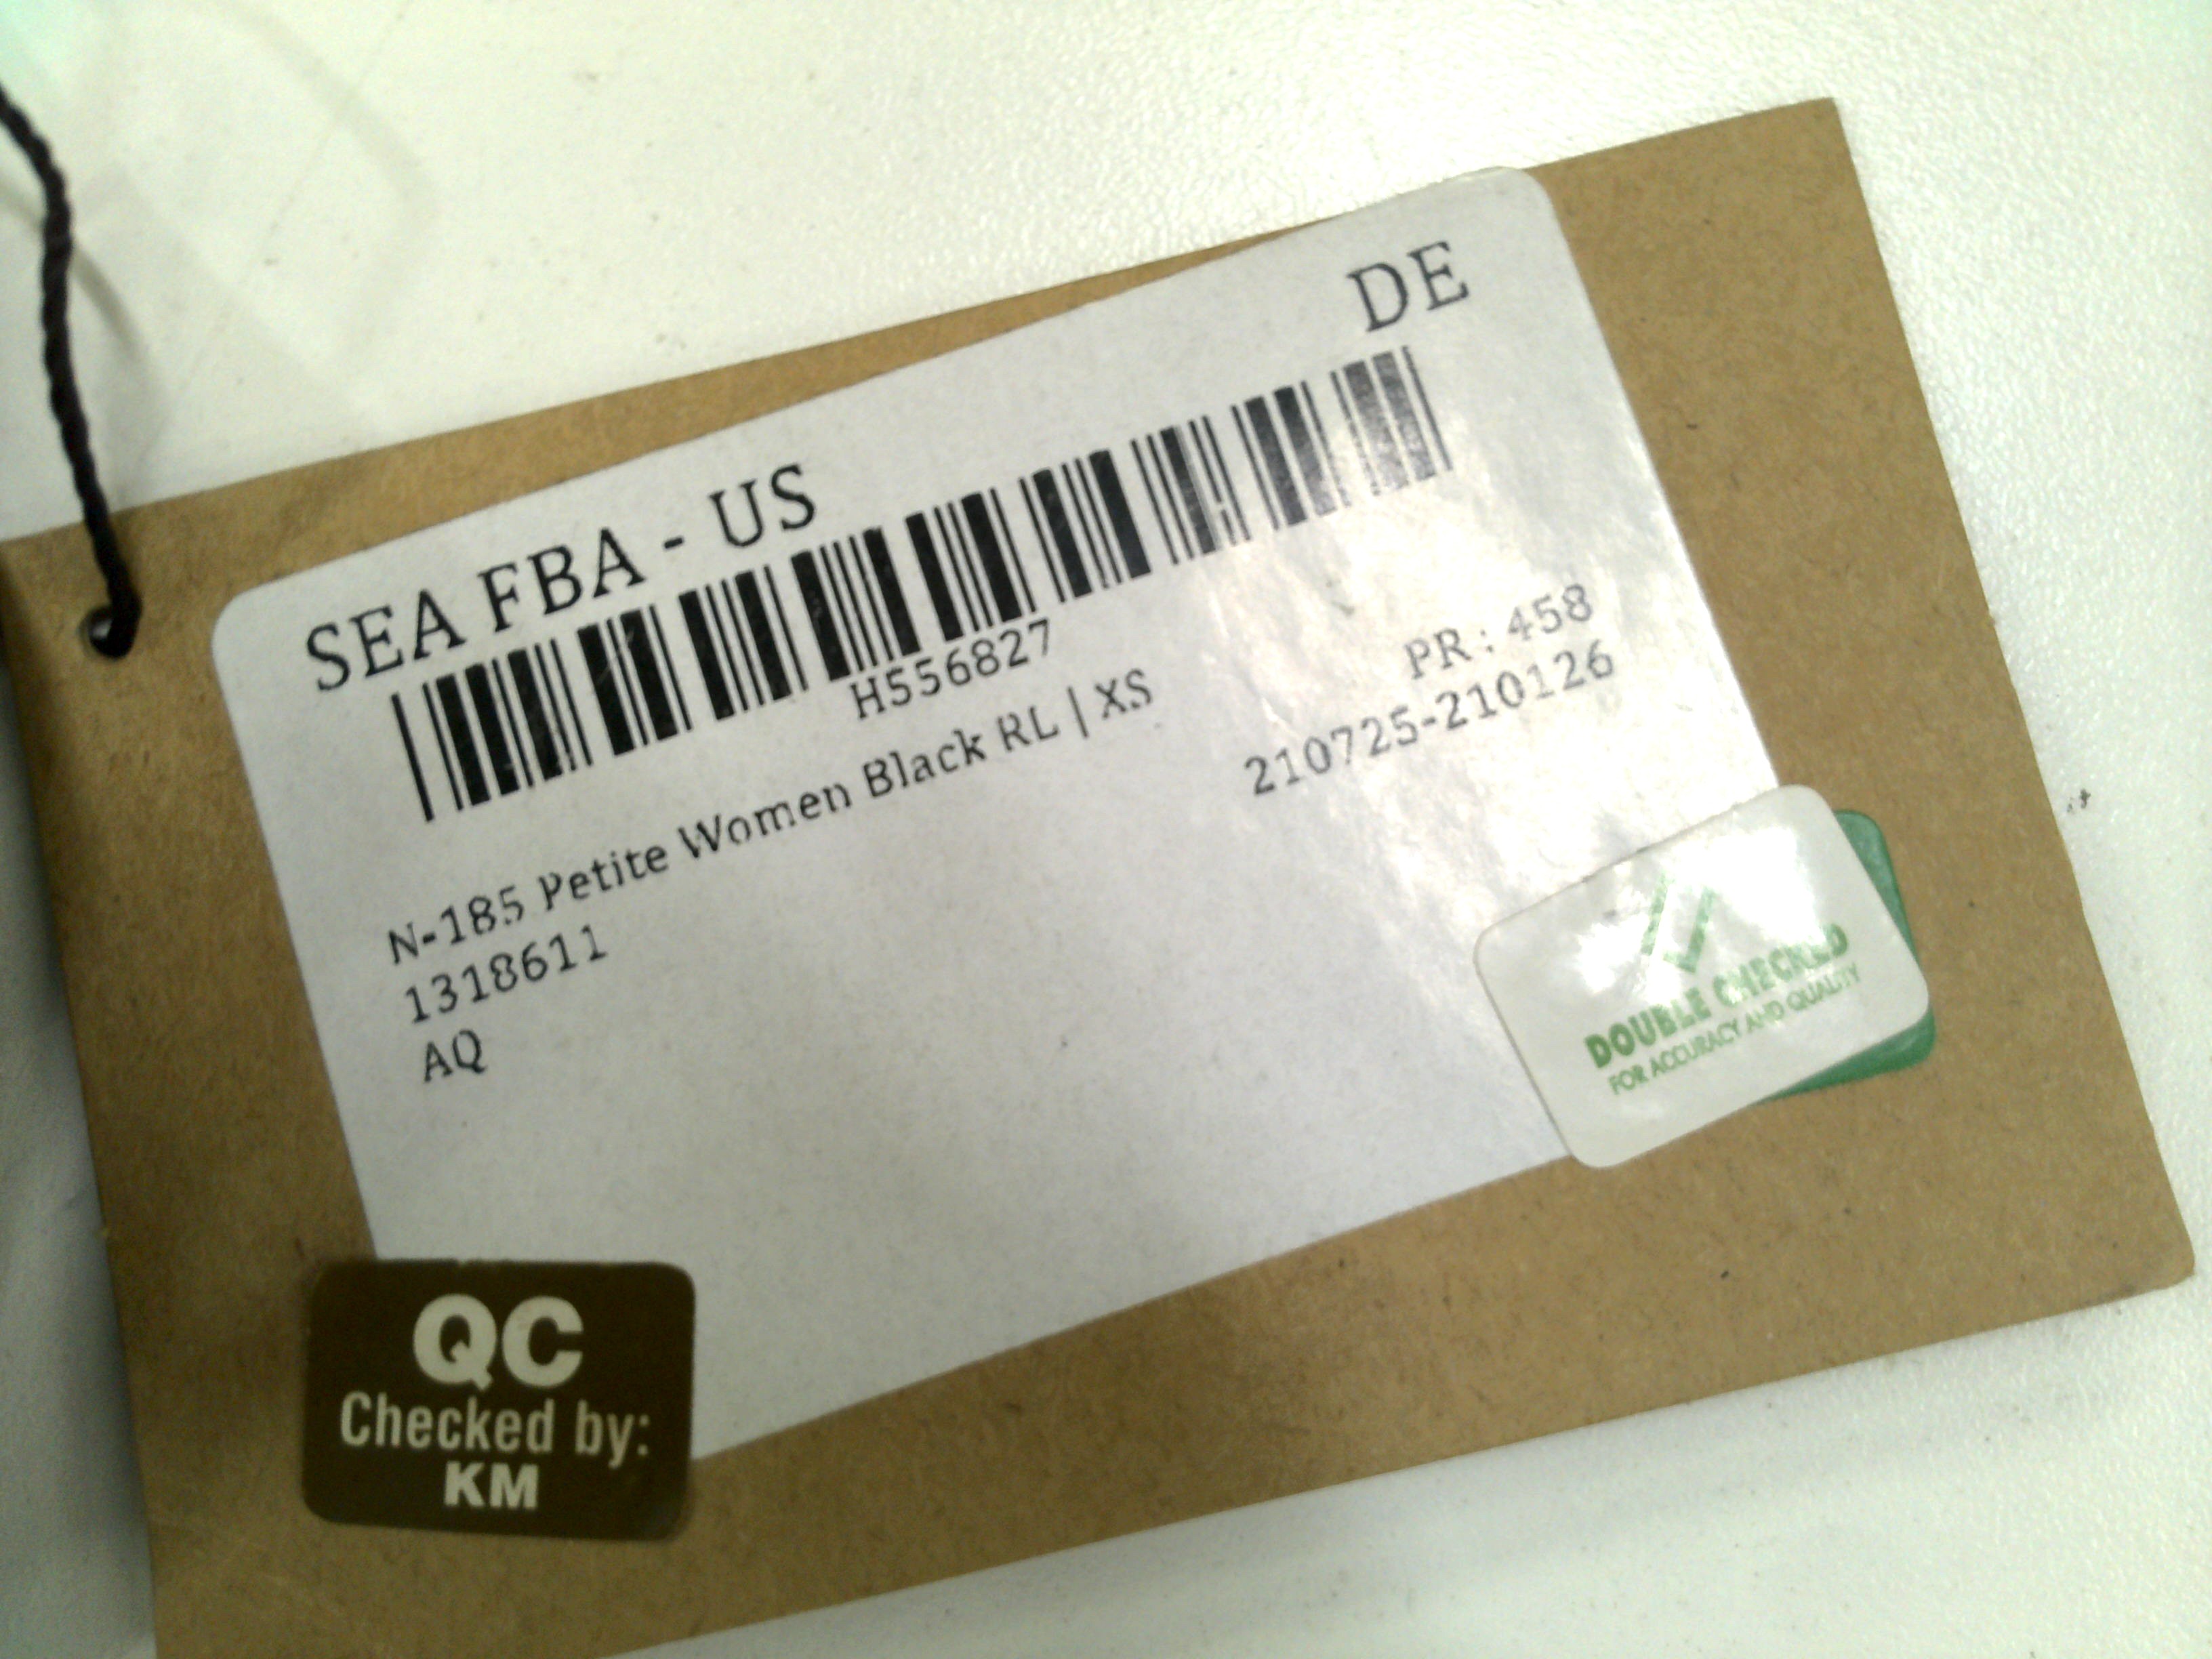 SEA FBA - US DE
H556827
PR : 458
N-185 Petite Women Black RL | XS
210725-210126
1318611
AQ
DOUBLE CHECKED
FOR ACCURACY AND QUALITY
QC
Checked by:
KM